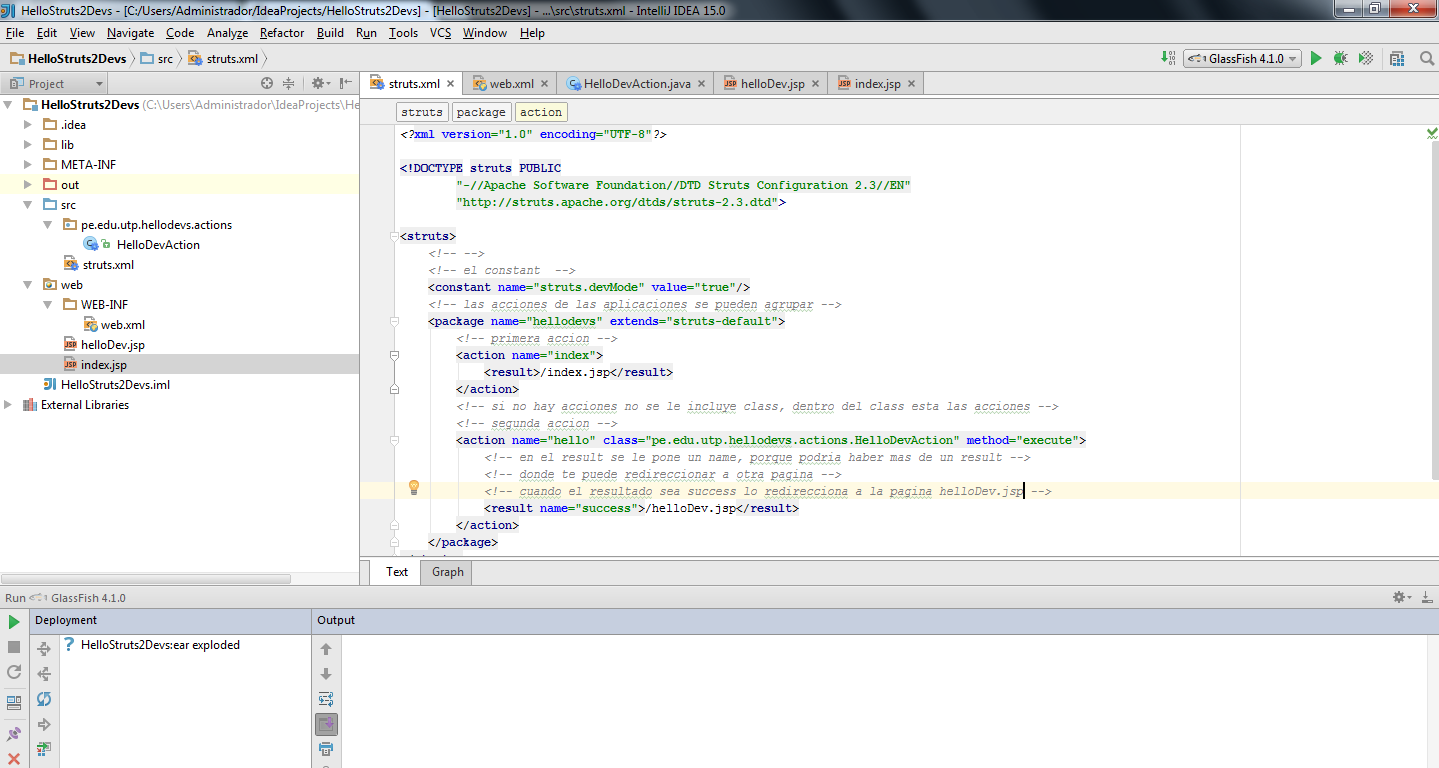 HelloStruts2Devs - [C:/Users/Administrador/IdeaProjects/HelloStruts2Devs] - [HelloStruts2Devs] - ...\src\struts.xml - IntelliJ IDEA 15.0
File Edit View Navigate Code Analyze Refactor Build Run Tools VCS Window Help
HelloStruts2Devs src struts.xml GlassFish 4.1.0
Project
struts.xml web.xml HelloDevAction.java helloDev.jsp index.jsp
HelloStruts2Devs (C:\Users\Administrador\IdeaProjects\He
.idea
lib
META-INF
out
src
pe.edu.utp.hellodevs.actions
HelloDevAction
struts.xml
web
WEB-INF
web.xml
helloDev.jsp
index.jsp
HelloStruts2Devs.iml
External Libraries
struts package action
<?xml version="1.0" encoding="UTF-8"?>
<!DOCTYPE struts PUBLIC
"-//Apache Software Foundation//DTD Struts Configuration 2.3//EN"
"http://struts.apache.org/dtds/struts-2.3.dtd">
<struts>
<!-- -->
<!-- el constant  -->
<constant name="struts.devMode" value="true"/>
<!-- las acciones de las aplicaciones se pueden agrupar -->
<package name="hellodevs" extends="struts-default">
<!-- primera accion -->
<action name="index">
<result>/index.jsp</result>
</action>
<!-- si no hay acciones no se le incluye class, dentro del class esta las acciones -->
<!-- segunda accion -->
<action name="hello" class="pe.edu.utp.hellodevs.actions.HelloDevAction" method="execute">
<!-- en el result se le pone un name, porque podria haber mas de un result -->
<!-- donde te puede redireccionar a otra pagina -->
<!-- cuando el resultado sea success lo redirecciona a la pagina helloDev.jsp -->
<result name="success">/helloDev.jsp</result>
</action>
</package>
Text Graph
Run GlassFish 4.1.0
Deployment Output
HelloStruts2Devs:ear exploded